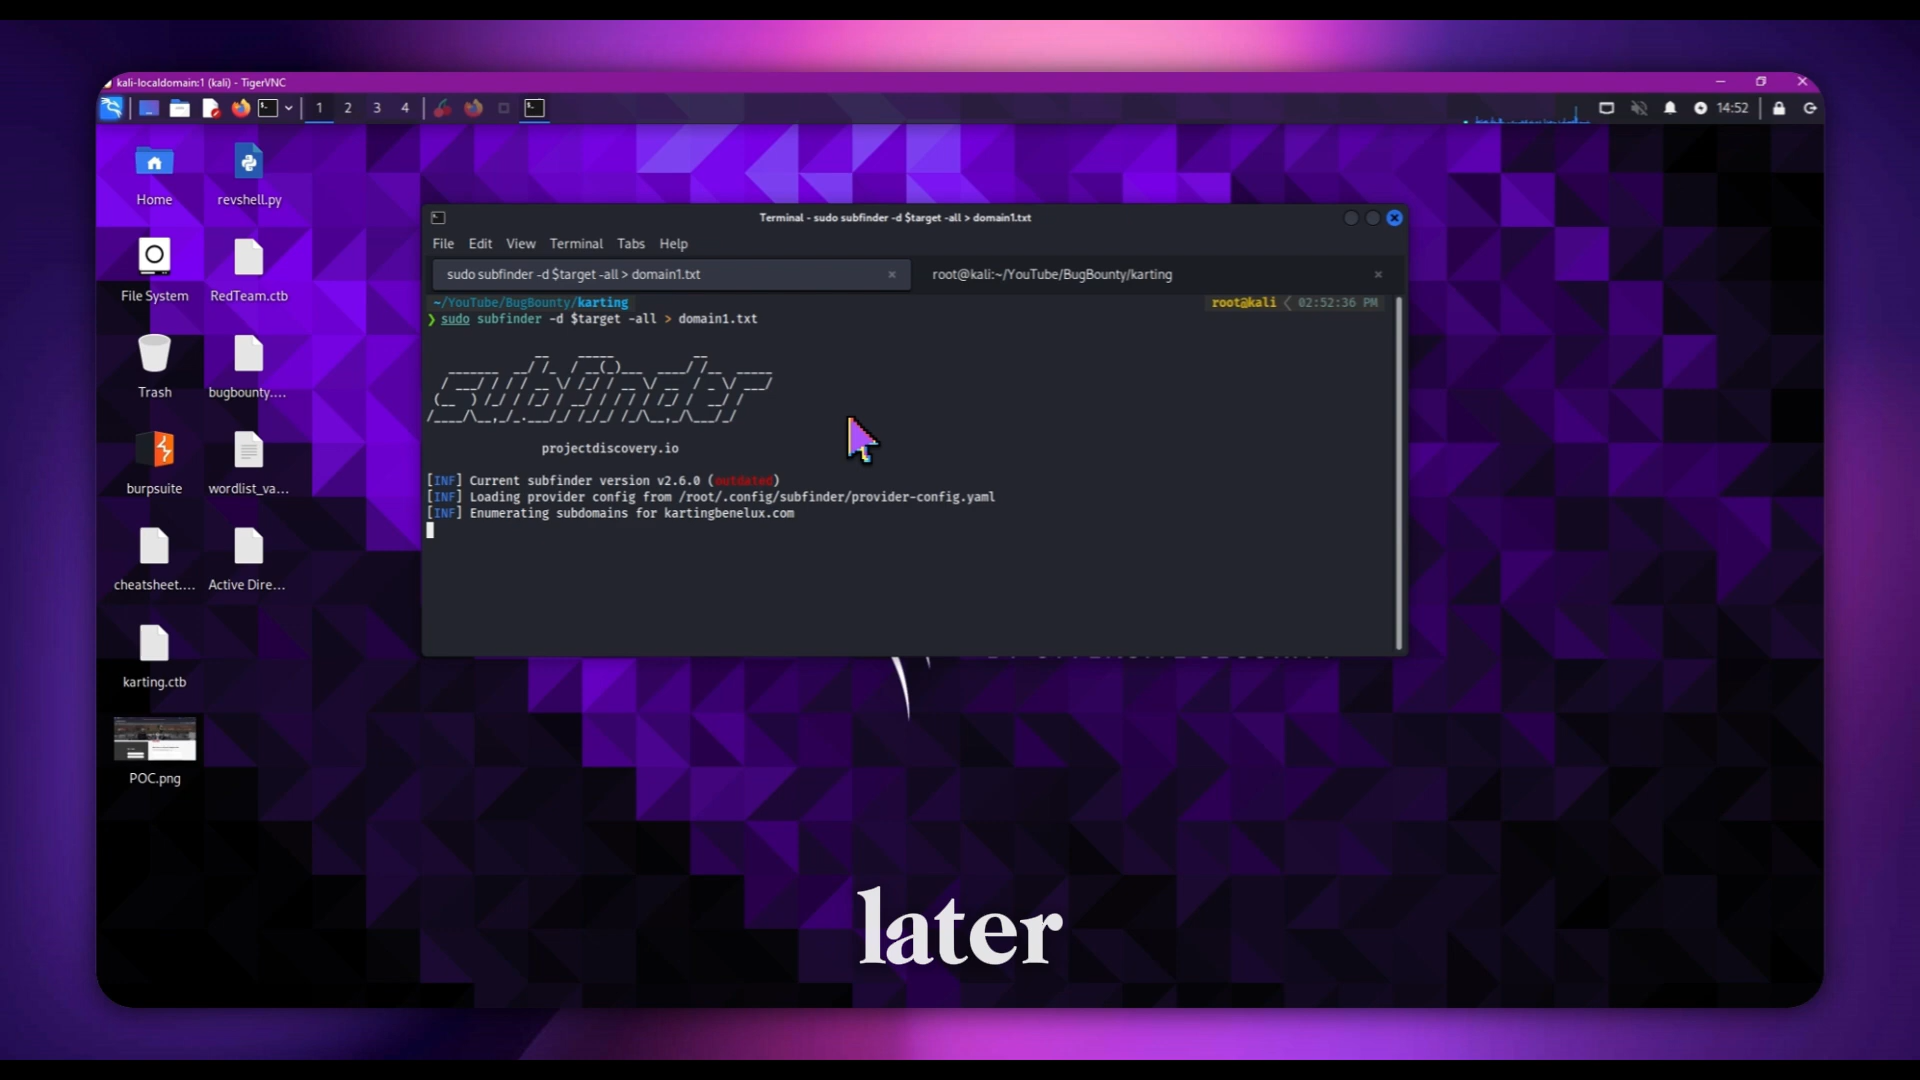 kali-localdomain:1 (kali) - TigerVNC
1 2 3 4
14:52
Home
revshell.py
File System
RedTeam.ctb
Trash
bugbounty....
burpsuite
wordlist_va...
cheatsheet....
Active Dire...
karting.ctb
POC.png
Terminal - sudo subfinder -d $target -all > domain1.txt
File Edit View Terminal Tabs Help
sudo subfinder -d $target -all > domain1.txt
root@kali:~/YouTube/BugBounty/karting
~/YouTube/BugBounty/karting
root@kali < 02:52:36 PM
❯ sudo subfinder -d $target -all > domain1.txt
subfinder
projectdiscovery.io
[INF] Current subfinder version v2.6.0 (outdated)
[INF] Loading provider config from /root/.config/subfinder/provider-config.yaml
[INF] Enumerating subdomains for kartingbenelux.com
later